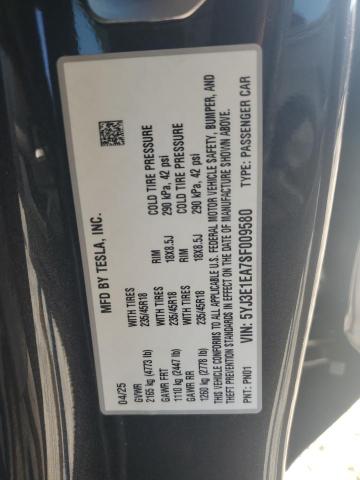 MFD BY TESLA, INC.
04/25
GVWR
2165 kg (4773 lb)
GAWR FRT WITH TIRES RIM COLD TIRE PRESSURE
1110 kg (2447 lb) 235/45R18 18X8.5J 290 kPa, 42 psi
GAWR RR WITH TIRES RIM COLD TIRE PRESSURE
1260 kg (2778 lb) 235/45R18 18X8.5J 290 kPa, 42 psi
THIS VEHICLE CONFORMS TO ALL APPLICABLE U.S. FEDERAL MOTOR VEHICLE SAFETY, BUMPER, AND
THEFT PREVENTION STANDARDS IN EFFECT ON THE DATE OF MANUFACTURE SHOWN ABOVE.
VIN: 5YJ3E1EA7SF009580 TYPE: PASSENGER CAR
PNT: PN01